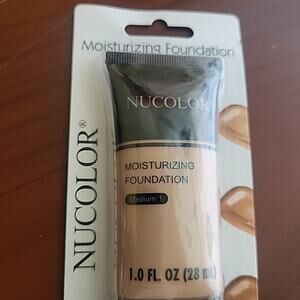 Moisturizing Foundation
NUCOLOR®
NUCOLOR
MOISTURIZING
FOUNDATION
Medium 1
1.0 FL. OZ (28 ml)